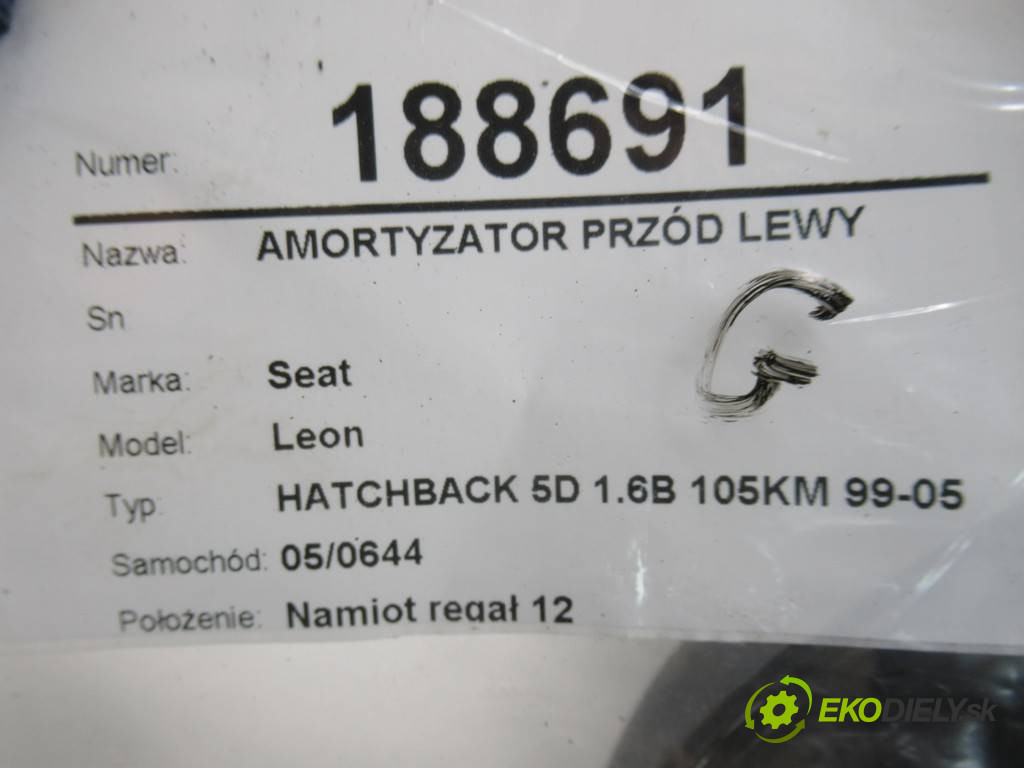 Numer: 188691
Nazwa: AMORTYZATOR PRZÓD LEWY
Sn
G
Marka: Seat
Model: Leon
Typ: HATCHBACK 5D 1.6B 105KM 99-05
Samochód: 05/0644
Położenie: Namiot regał 12
EKODIELY.sk